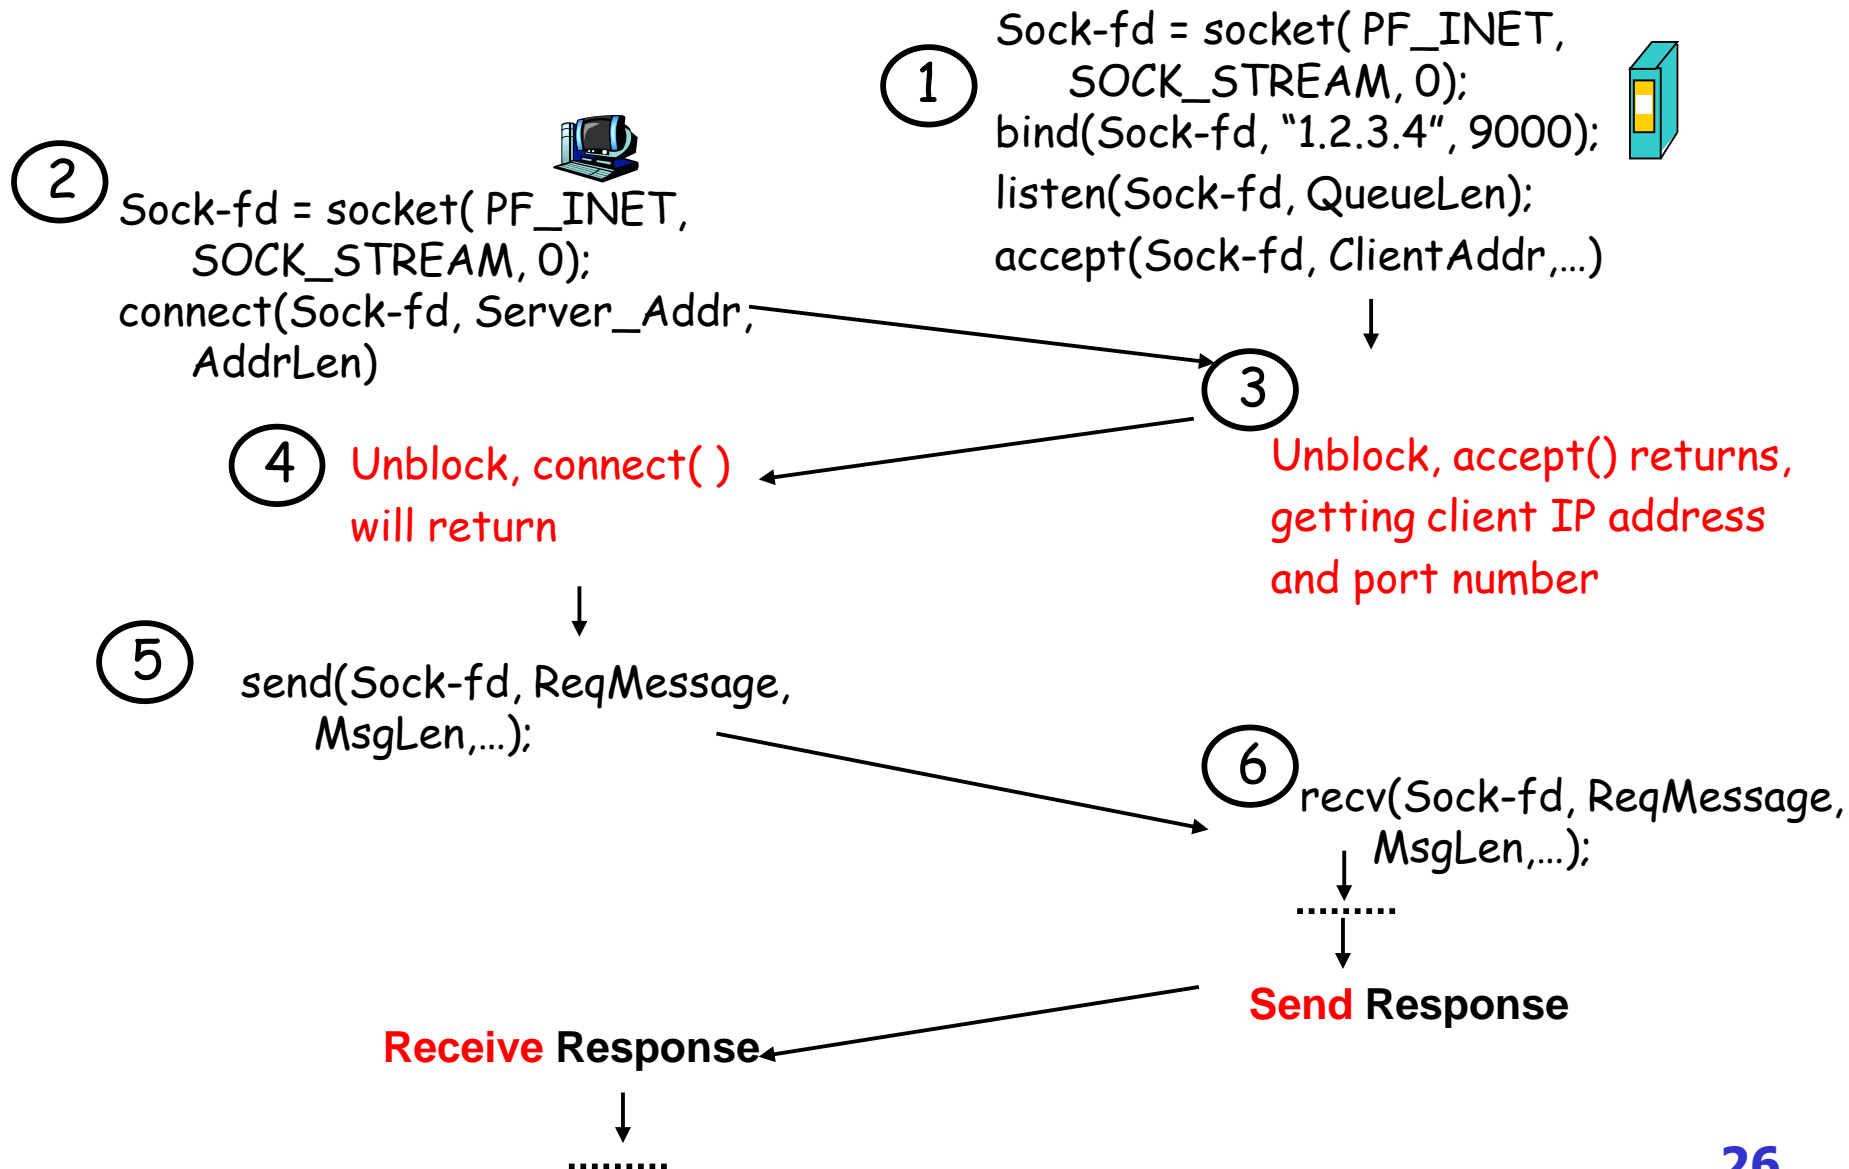 1
Sock-fd = socket( PF_INET,
SOCK_STREAM, 0);
bind(Sock-fd, “1.2.3.4”, 9000);
listen(Sock-fd, QueueLen);
accept(Sock-fd, ClientAddr,…)
2
Sock-fd = socket( PF_INET,
SOCK_STREAM, 0);
connect(Sock-fd, Server_Addr,
AddrLen)
3
Unblock, accept() returns,
getting client IP address
and port number
4
Unblock, connect( )
will return
5
send(Sock-fd, ReqMessage,
MsgLen,…);
6
recv(Sock-fd, ReqMessage,
MsgLen,…);
………
Send Response
Receive Response
………
26